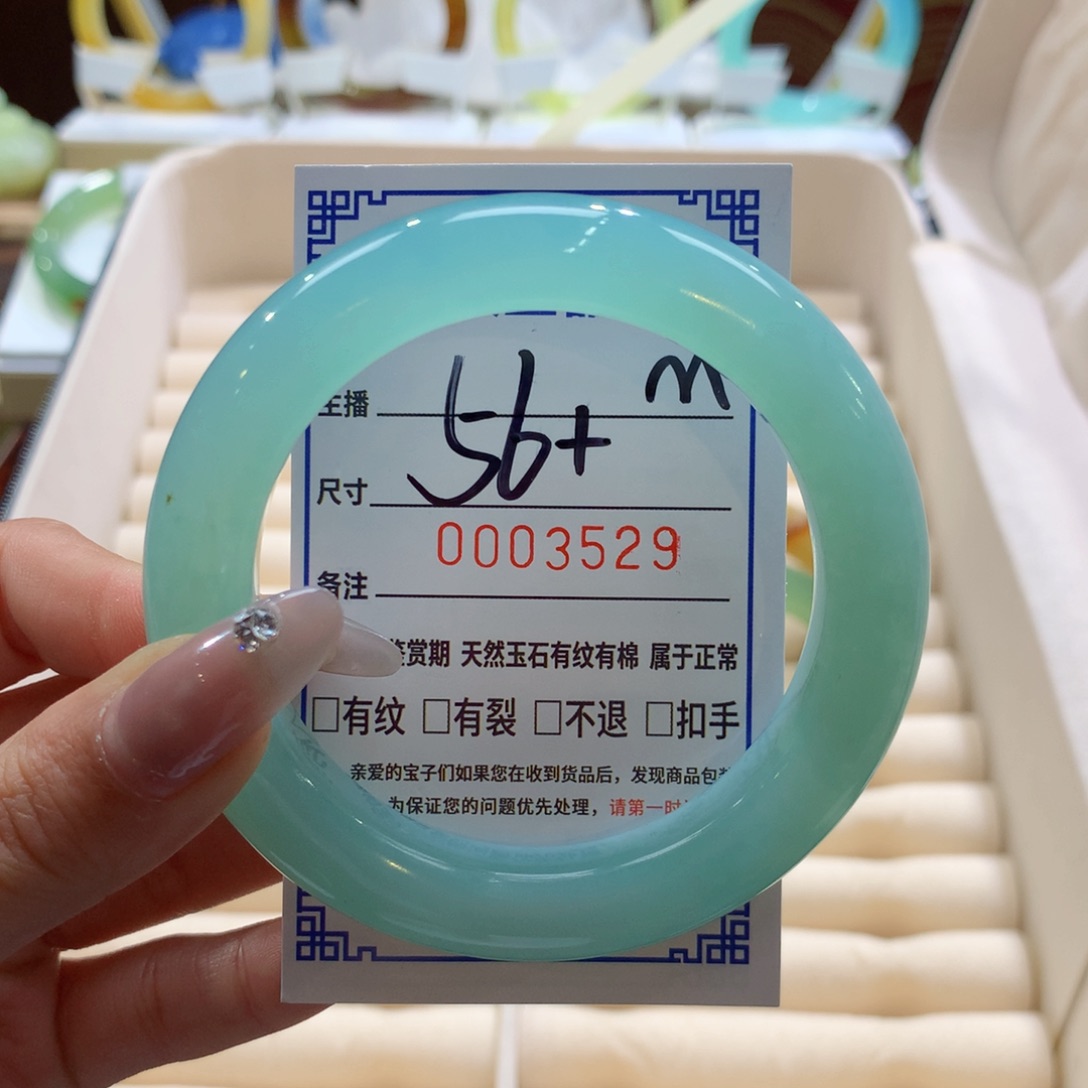 m
主播
56+
尺寸
0003529
备注
鉴赏期 天然玉石有纹有棉 属于正常
□有纹 □有裂 □不退 □扣手
亲爱的宝子们如果您在收到货品后，发现商品包
为保证您的问题优先处理，请第一时